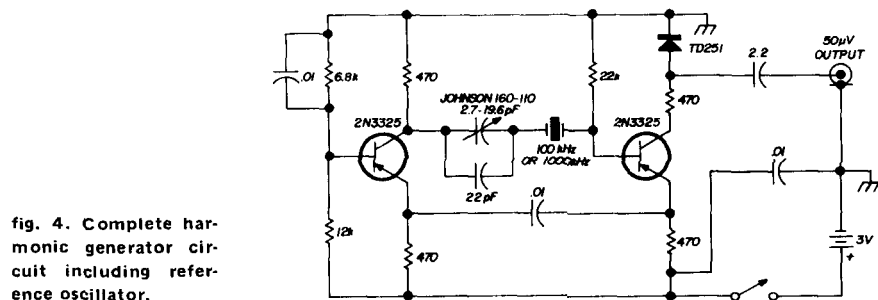 .01
6.8k
470
22k
TD251
2.2
50μV
OUTPUT
JOHNSON 160-110
2.7-19.6pF
470
2N3325
2N3325
100 kHz
OR 1000kHz
22pF
.01
.01
12k
470
470
3V
+
fig. 4. Complete har-
monic generator cir-
cuit including refer-
ence oscillator.